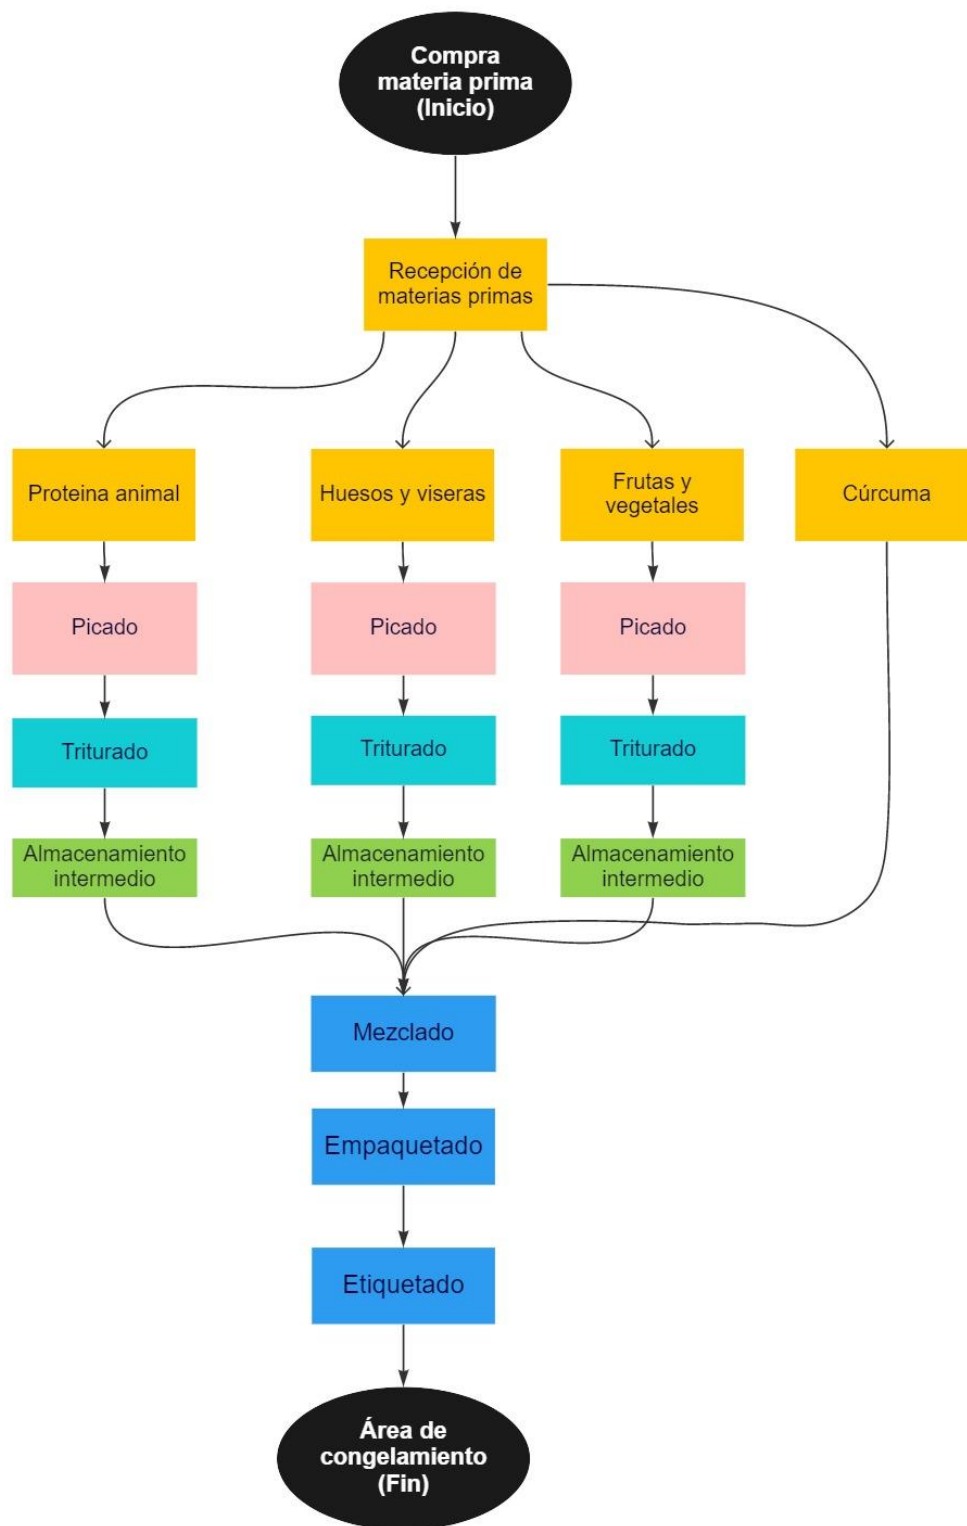 Compra
materia prima
(Inicio)
Recepción de
materias primas
Proteina animal
Huesos y viseras
Frutas y
vegetales
Cúrcuma
Picado
Picado
Picado
Triturado
Triturado
Triturado
Almacenamiento
intermedio
Almacenamiento
intermedio
Almacenamiento
intermedio
Mezclado
Empaquetado
Etiquetado
Área de
congelamiento
(Fin)